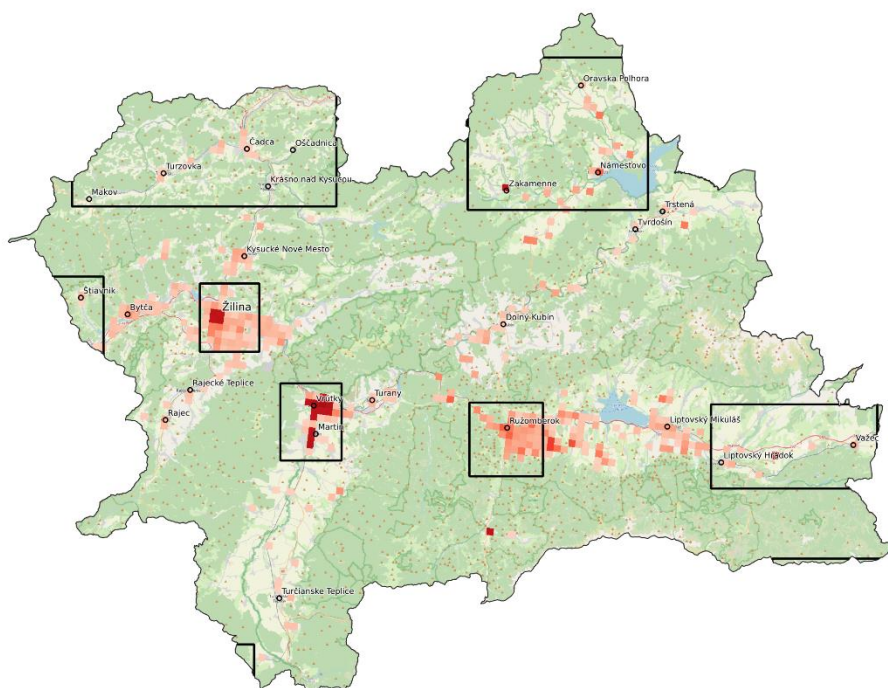 Oravská Polhora
Čadca
Oščadnica
Turzovka
Námestovo
Krásno nad Kysucou
Zákamenné
Makov
Trstená
Tvrdošín
Kysucké Nové Mesto
Štiavnik
Žilina
Bytča
Dolný Kubín
Rajecké Teplice
Turany
Vrútky
Rajec
Ružomberok
Liptovský Mikuláš
Martin
Važec
Liptovský Hrádok
Turčianske Teplice